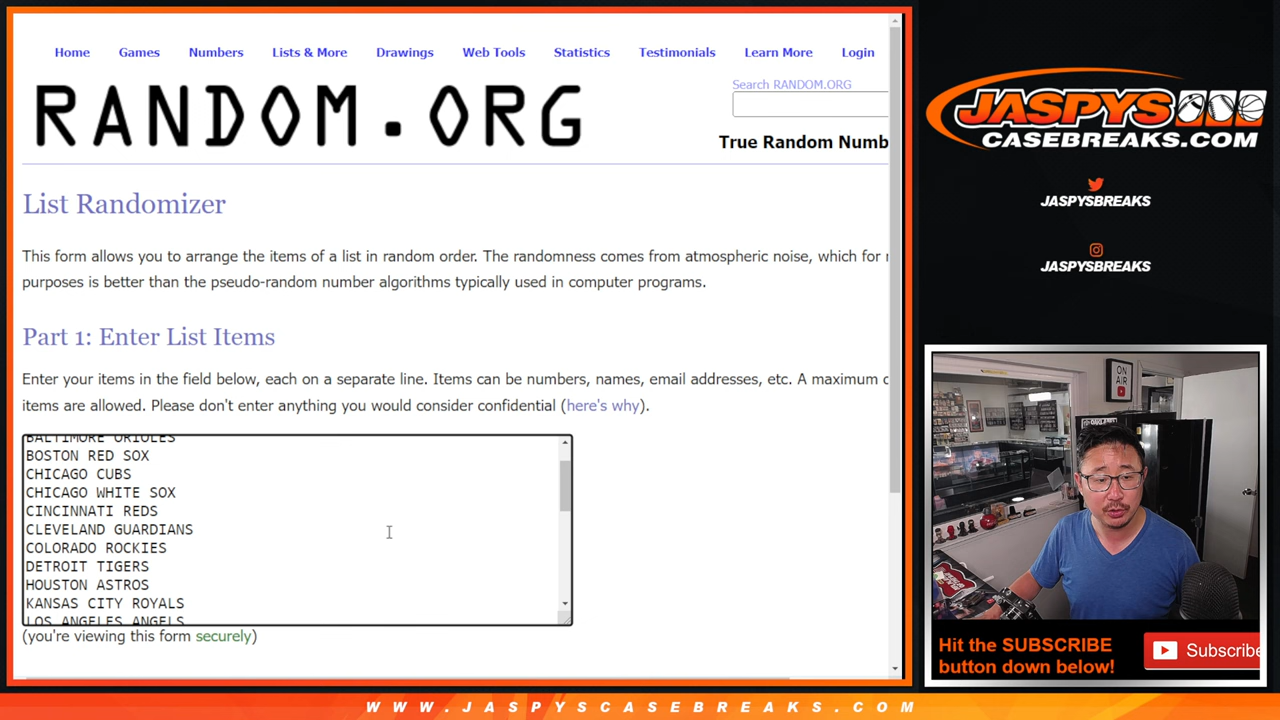 Home Games Numbers Lists & More Drawings Web Tools Statistics Testimonials Learn More Login
RANDOM.ORG
Search RANDOM.ORG
True Random Numb
List Randomizer
This form allows you to arrange the items of a list in random order. The randomness comes from atmospheric noise, which for
purposes is better than the pseudo-random number algorithms typically used in computer programs.
Part 1: Enter List Items
Enter your items in the field below, each on a separate line. Items can be numbers, names, email addresses, etc. A maximum
items are allowed. Please don't enter anything you would consider confidential (here's why).
BALTIMORE ORIOLES
BOSTON RED SOX
CHICAGO CUBS
CHICAGO WHITE SOX
CINCINNATI REDS
CLEVELAND GUARDIANS
COLORADO ROCKIES
DETROIT TIGERS
HOUSTON ASTROS
KANSAS CITY ROYALS
LOS ANGELES ANGELS
(you're viewing this form securely)
JASPYS
CASEBREAKS.COM
JASPYSBREAKS
JASPYSBREAKS
ON
AIR
Hit the SUBSCRIBE
button down below!
Subscribe
WWW.JASPYSCASEBREAKS.COM